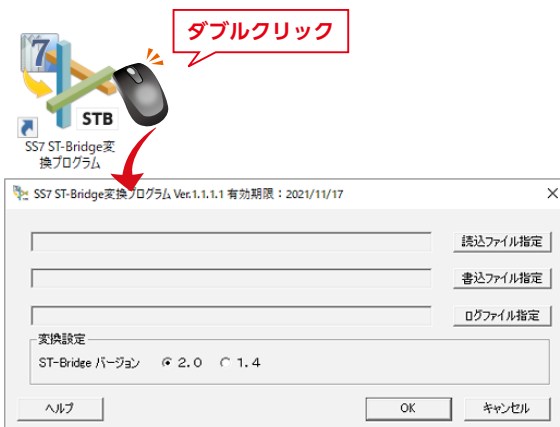 ダブルクリック
7
STB
SS7 ST-Bridge変
換プログラム
SS7 ST-Bridge変換プログラム Ver.1.1.1.1 有効期限：2021/11/17
読込ファイル指定
書込ファイル指定
ログファイル指定
変換設定
ST-Bridge バージョン 2.0 1.4
ヘルプ OK キャンセル